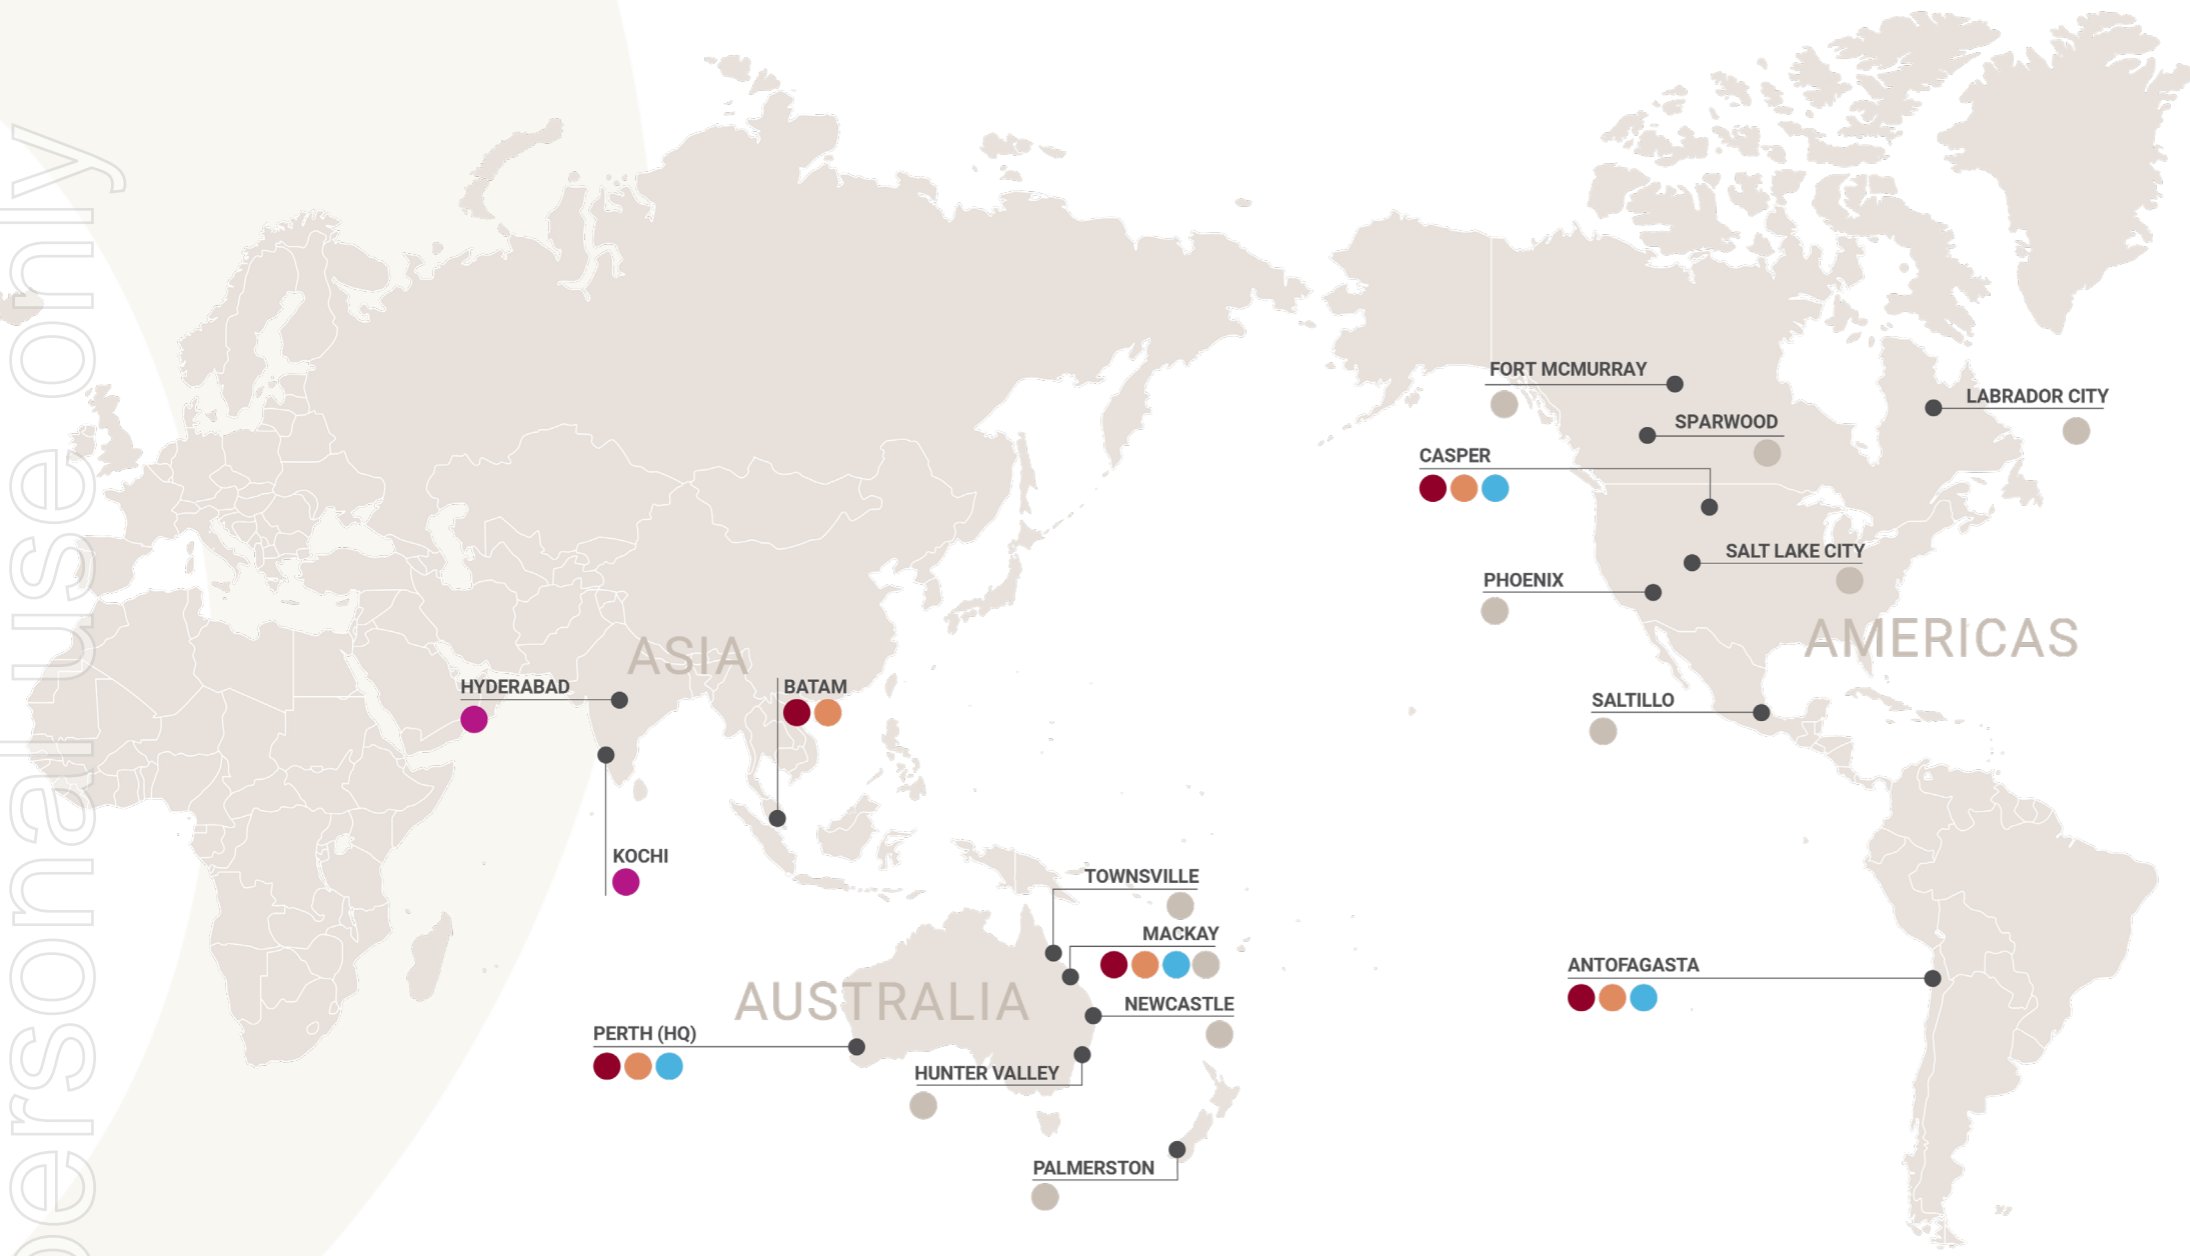 personal use only
FORT MCMURRAY
LABRADOR CITY
SPARWOOD
CASPER
SALT LAKE CITY
PHOENIX
AMERICAS
ASIA
HYDERABAD
BATAM
SALTILLO
KOCHI
TOWNSVILLE
MACKAY
ANTOFAGASTA
AUSTRALIA
NEWCASTLE
PERTH (HQ)
HUNTER VALLEY
PALMERSTON